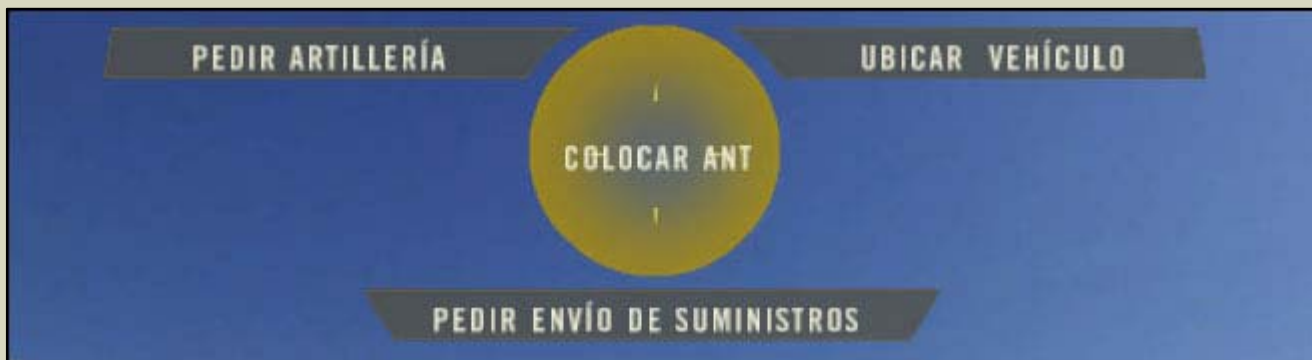 PEDIR ARTILLERÍA
UBICAR VEHÍCULO
COLOCAR ANT
PEDIR ENVÍO DE SUMINISTROS